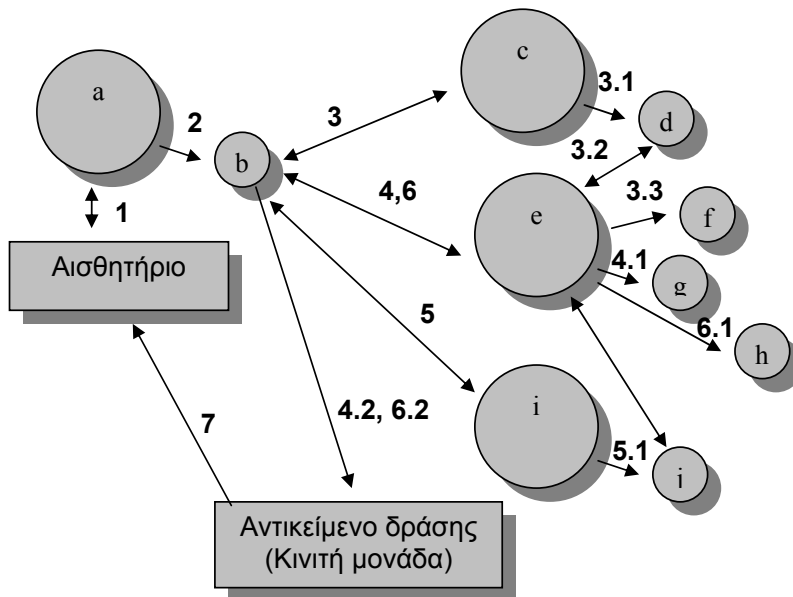 a
c
3.1
d
2
3
b
3.2
1
4,6
e
3.3
f
Αισθητήριο
4.1
g
6.1
h
5
i
7
4.2, 6.2
5.1
j
Αντικείμενο δράσης
(Κινιτή μονάδα)